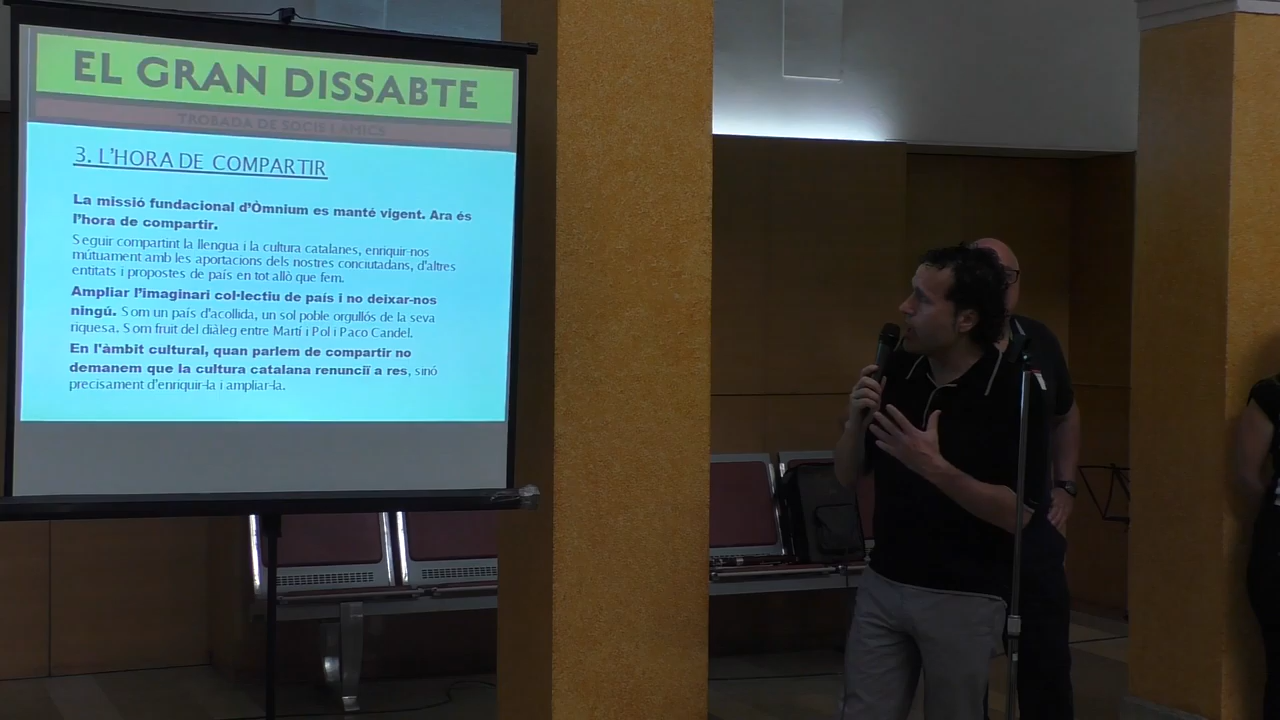 EL GRAN DISSABTE
TROBADA DE SOCIS I AMICS
3. L'HORA DE COMPARTIR
La missió fundacional d'Òmnium es manté vigent. Ara és
l'hora de compartir.
Seguir compartint la llengua i la cultura catalanes, enriquir-nos
mútuament amb les aportacions dels nostres conciutadans, d'altres
entitats i propostes de país en tot allò que fem.
Ampliar l'imaginari col·lectiu de país i no deixar-nos
ningú. Som un país d'acollida, un sol poble orgullós de la seva
riquesa. Som fruit del diàleg entre Martí i Pol i Paco Candel.
En l'àmbit cultural, quan parlem de compartir no
demanem que la cultura catalana renunciï a res, sinó
precisament d'enriquir-la i ampliar-la.